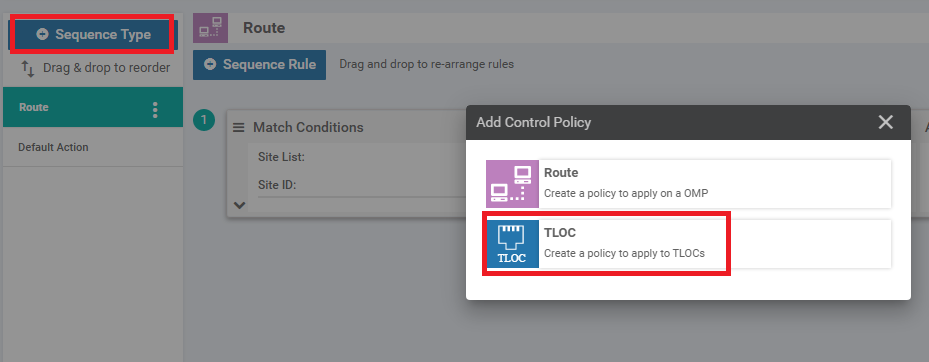 Sequence Type
Route
Drag & drop to reorder
Sequence Rule
Drag and drop to re-arrange rules
Route
1
Match Conditions
Add Control Policy
A
Default Action
Site List:
Route
Site ID:
Create a policy to apply on a OMP
TLOC
TLOC
Create a policy to apply to TLOCs